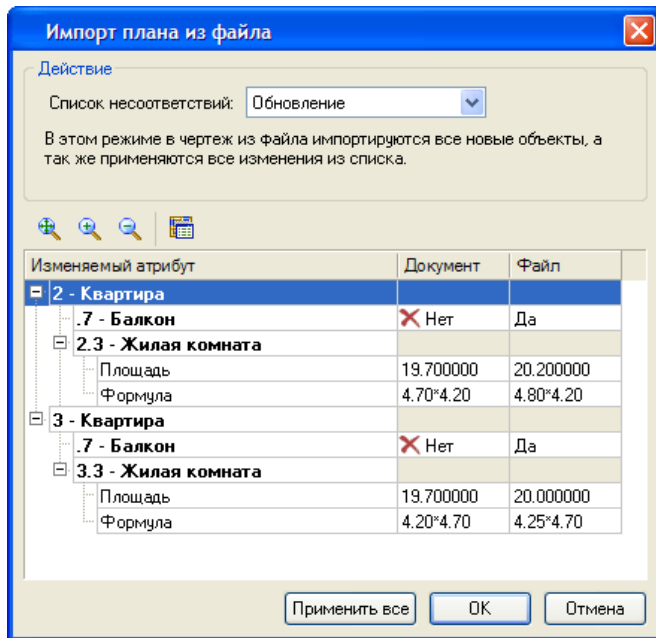 Импорт плана из файла
Действие
Список несоответствий: Обновление
В этом режиме в чертеж из файла импортируются все новые объекты, а
так же применяются все изменения из списка.
Изменяемый атрибут Документ Файл
2 - Квартира
.7 - Балкон Нет Да
2.3 - Жилая комната
Площадь 19.700000 20.200000
Формула 4.70*4.20 4.80*4.20
3 - Квартира
.7 - Балкон Нет Да
3.3 - Жилая комната
Площадь 19.700000 20.000000
Формула 4.20*4.70 4.25*4.70
Применить все OK Отмена